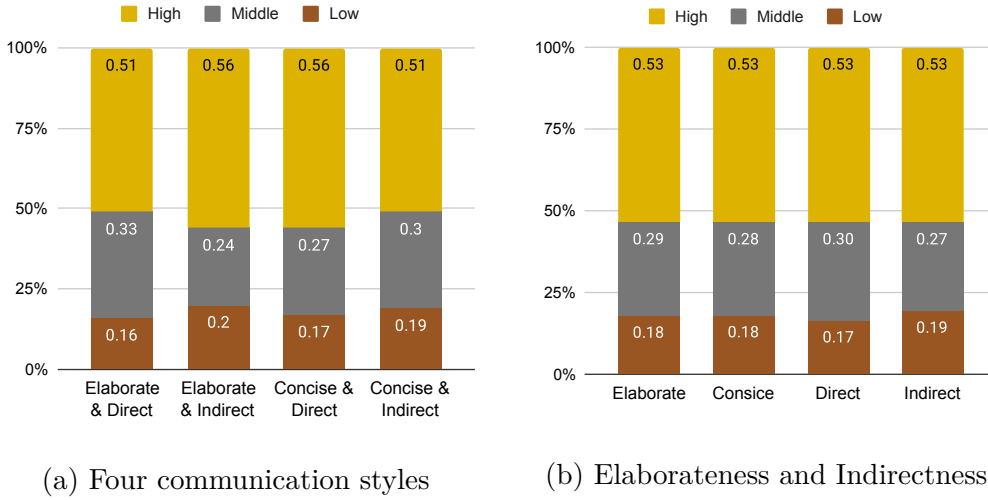 High Middle Low
100%
75%
50%
25%
0%
0.51 0.56 0.56 0.51
0.33 0.24 0.27 0.3
0.16 0.2 0.17 0.19
Elaborate & Direct
Elaborate & Indirect
Concise & Direct
Concise & Indirect
(a) Four communication styles
High Middle Low
100%
75%
50%
25%
0%
0.53 0.53 0.53 0.53
0.29 0.28 0.30 0.27
0.18 0.18 0.17 0.19
Elaborate Consice Direct Indirect
(b) Elaborateness and Indirectness